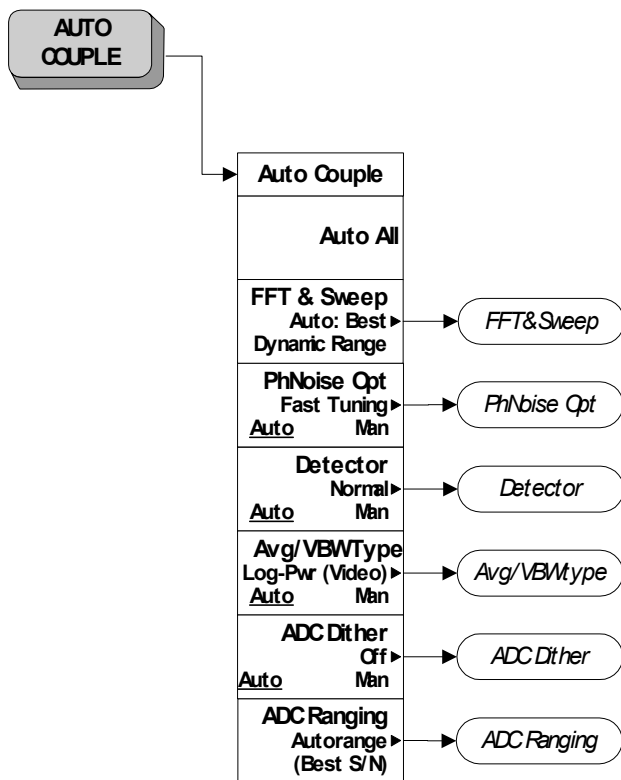 AUTO
COUPLE
Auto Couple
Auto All
FFT & Sweep
Auto: Best
Dynamic Range
FFT&Sweep
PhNoise Opt
Fast Tuning
Auto Man
PhNoise Opt
Detector
Normal
Auto Man
Detector
Avg/VBWType
Log-Pwr (Video)
Auto Man
Avg/VBWtype
ADC Dither
Off
Auto Man
ADC Dither
ADC Ranging
Autorange
(Best S/N)
ADC Ranging